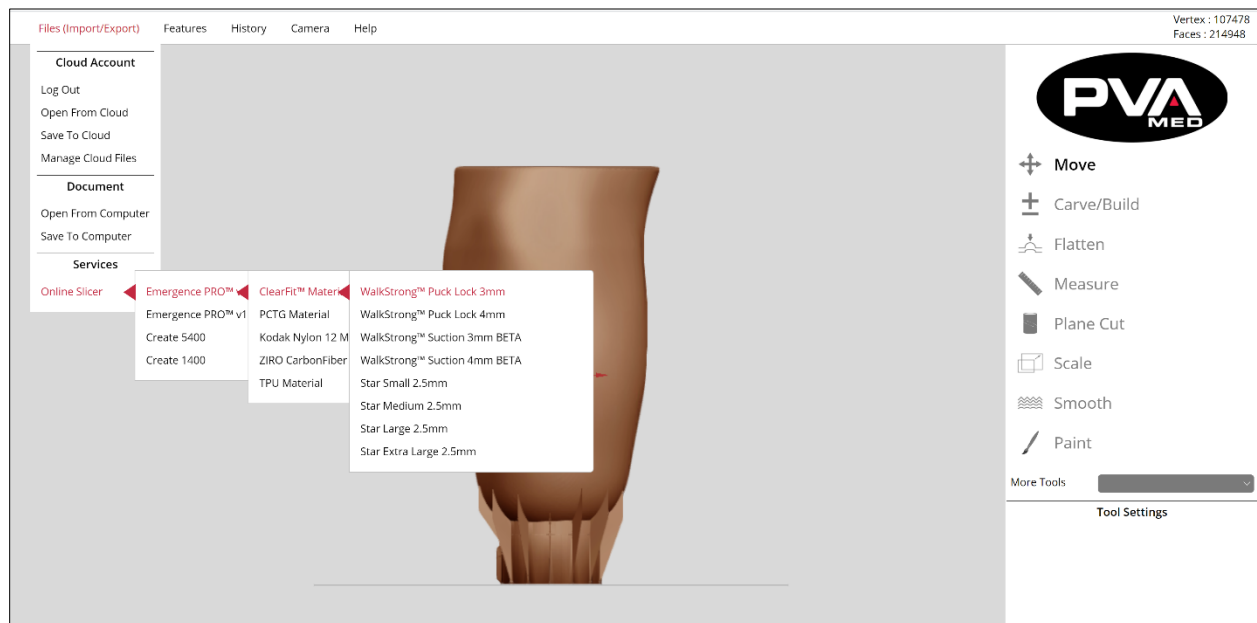 Files (Import/Export) Features History Camera Help
Vertex : 107478
Faces : 214948
Cloud Account
Log Out
Open From Cloud
Save To Cloud
Manage Cloud Files
Document
Open From Computer
Save To Computer
Services
Online Slicer
Emergence PRO™ v
Emergence PRO™ v1
Create 5400
Create 1400
ClearFit™ Materi
PCTG Material
Kodak Nylon 12 M
ZIRO CarbonFiber
TPU Material
WalkStrong™ Puck Lock 3mm
WalkStrong™ Puck Lock 4mm
WalkStrong™ Suction 3mm BETA
WalkStrong™ Suction 4mm BETA
Star Small 2.5mm
Star Medium 2.5mm
Star Large 2.5mm
Star Extra Large 2.5mm
PVA
MED
Move
Carve/Build
Flatten
Measure
Plane Cut
Scale
Smooth
Paint
More Tools
Tool Settings